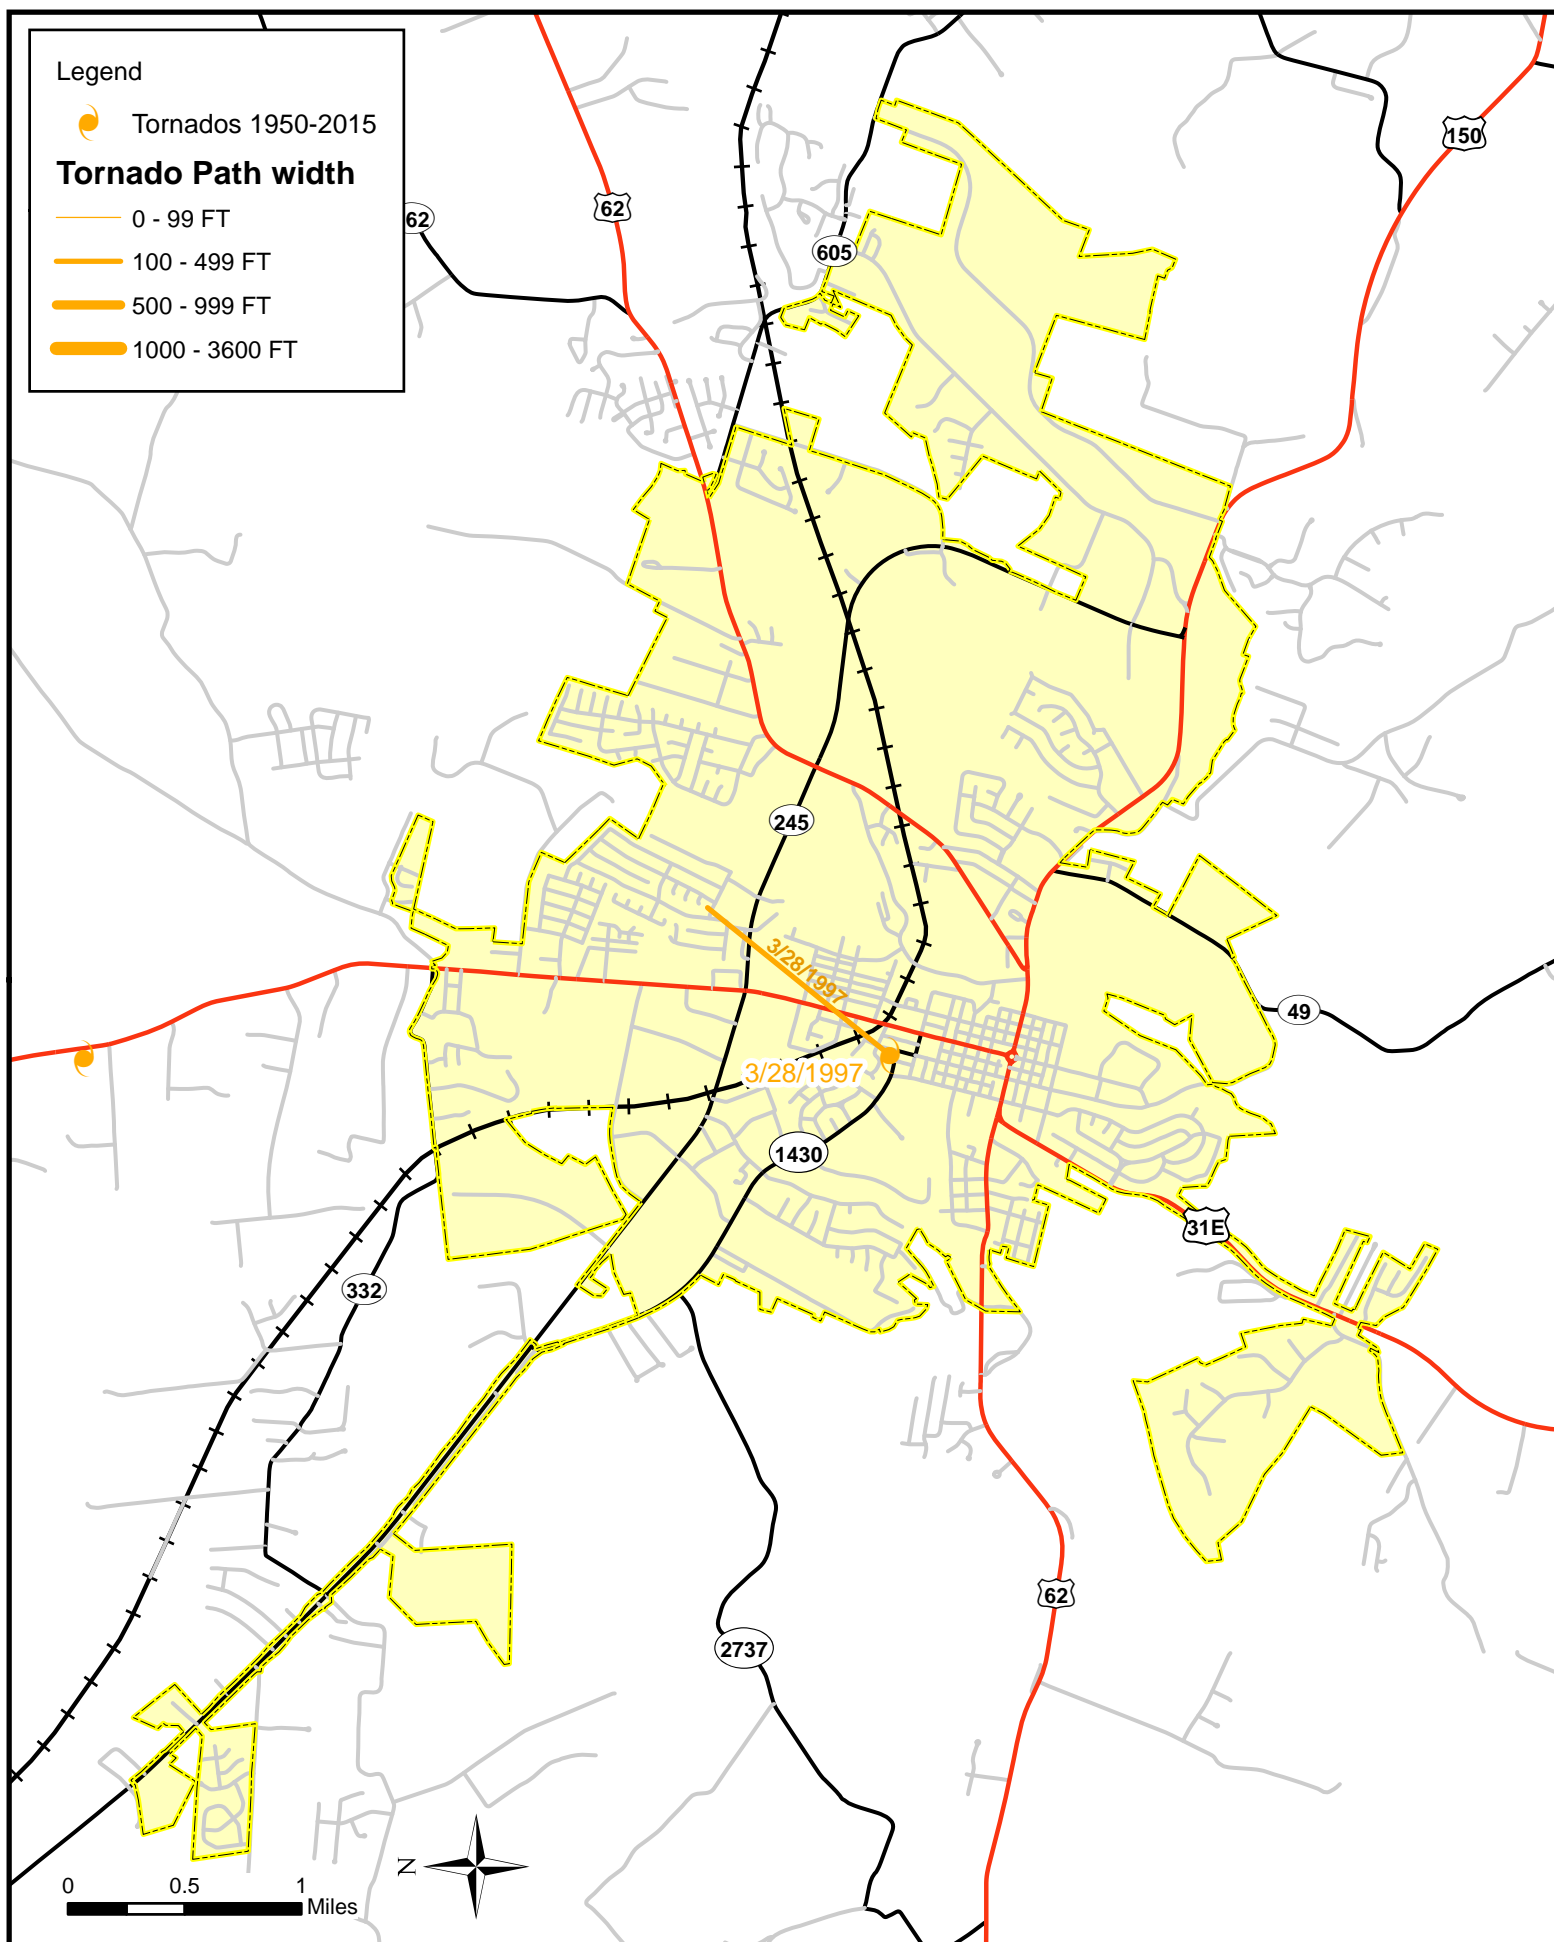 Legend
Tornados 1950-2015
Tornado Path width
0 - 99 FT
100 - 499 FT
500 - 999 FT
1000 - 3600 FT
150
62
62
605
245
3/28/1997
49
3/28/1997
1430
31E
332
62
2737
N
0 0.5 1
Miles